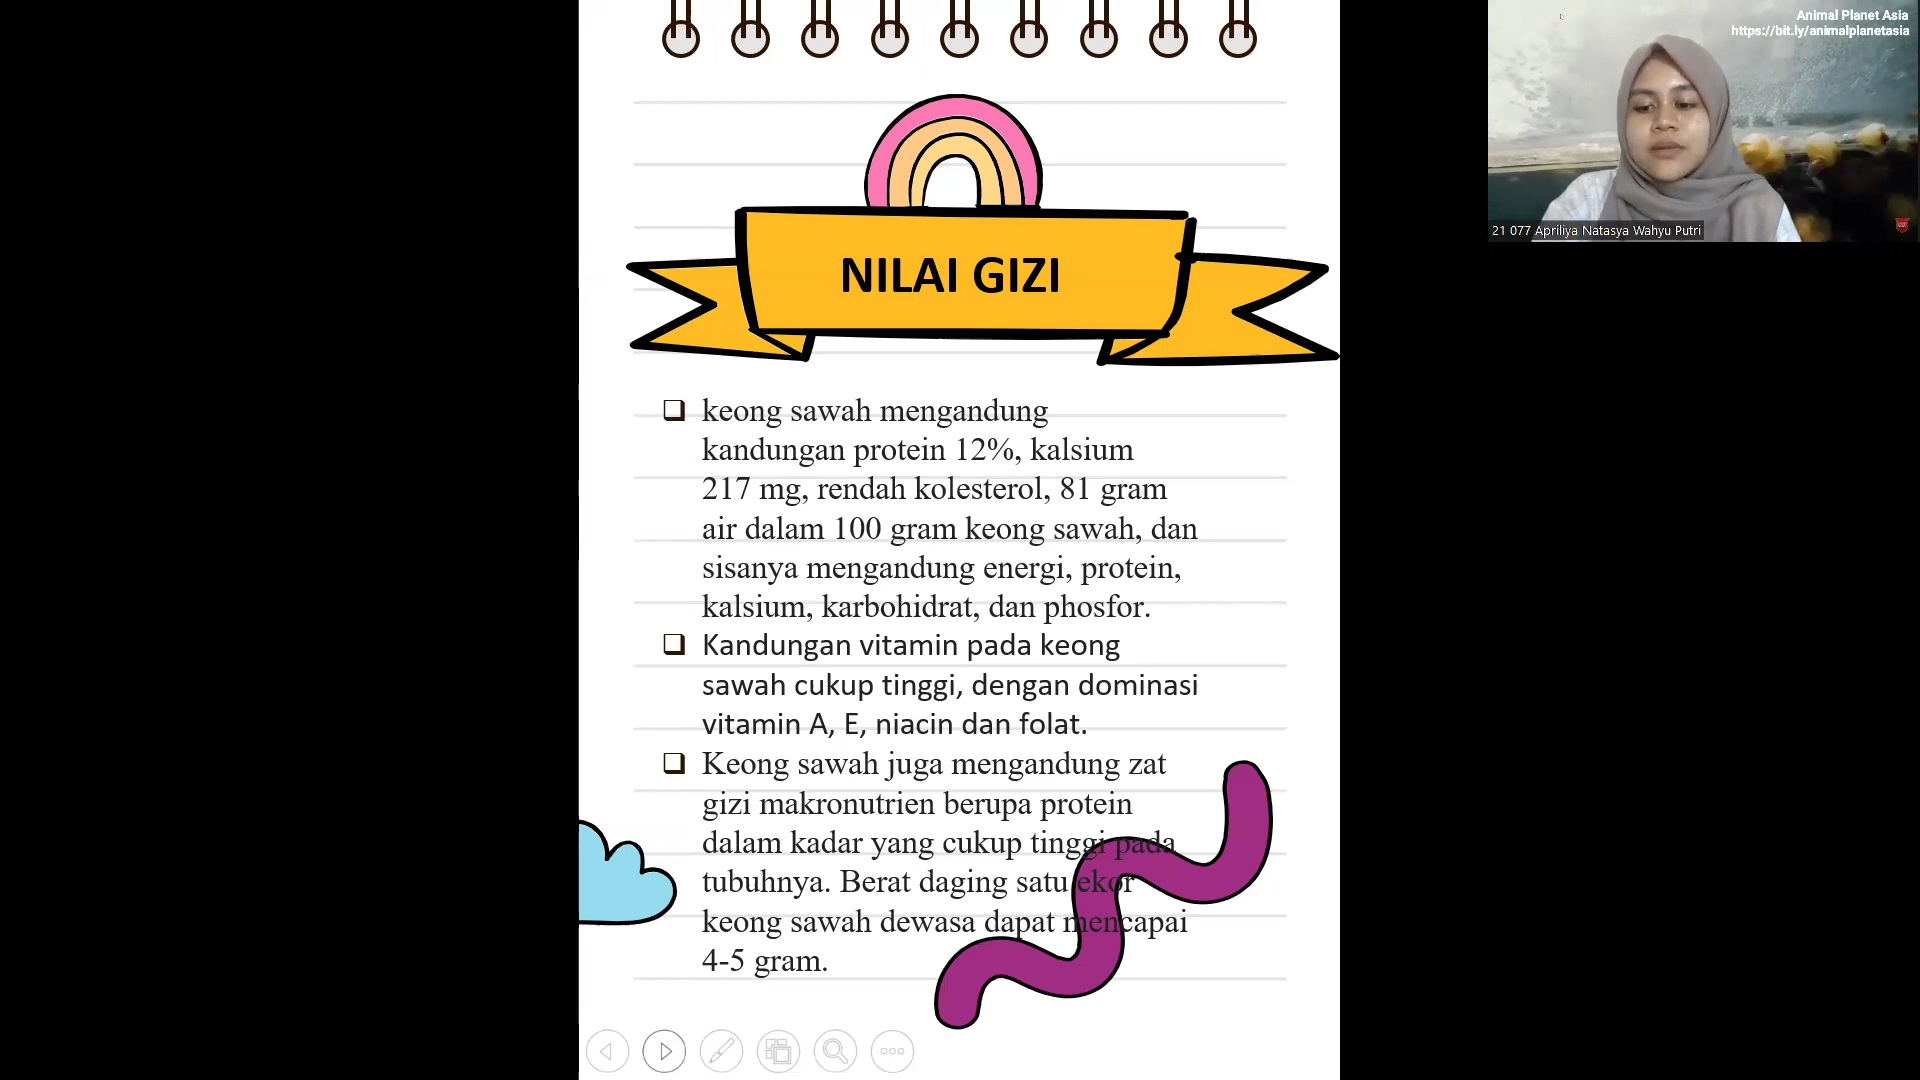 NILAI GIZI
❑ keong sawah mengandung
kandungan protein 12%, kalsium
217 mg, rendah kolesterol, 81 gram
air dalam 100 gram keong sawah, dan
sisanya mengandung energi, protein,
kalsium, karbohidrat, dan phosfor.
❑ Kandungan vitamin pada keong
sawah cukup tinggi, dengan dominasi
vitamin A, E, niacin dan folat.
❑ Keong sawah juga mengandung zat
gizi makronutrien berupa protein
dalam kadar yang cukup tinggi pada
tubuhnya. Berat daging satu ekor
keong sawah dewasa dapat mencapai
4-5 gram.
Animal Planet Asia
https://bit.ly/animalplanetasia
21 077 Apriliya Natasya Wahyu Putri